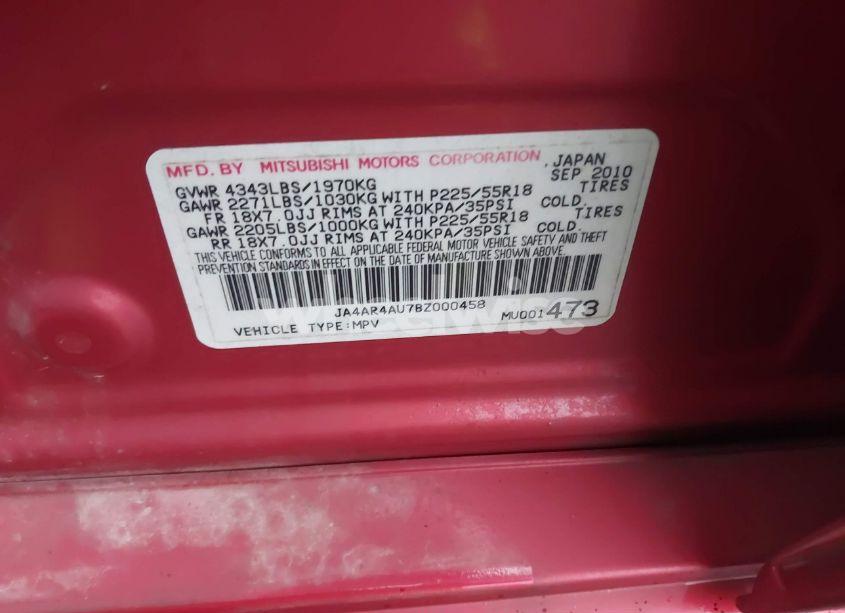 MFD. BY MITSUBISHI MOTORS CORPORATION, JAPAN
GVWR 4343LBS/1970KG SEP 2010
GAWR 2271LBS/1030KG WITH P225/55R18 TIRES
FR 18X7.0JJ RIMS AT 240KPA/35PSI COLD.
GAWR 2205LBS/1000KG WITH P225/55R18 TIRES
RR 18X7.0JJ RIMS AT 240KPA/35PSI COLD.
THIS VEHICLE CONFORMS TO ALL APPLICABLE FEDERAL MOTOR VEHICLE SAFETY AND THEFT
PREVENTION STANDARDS IN EFFECT ON THE DATE OF MANUFACTURE SHOWN ABOVE.
JA4AR4AU7BZ000458
VEHICLE TYPE:MPV MU001473